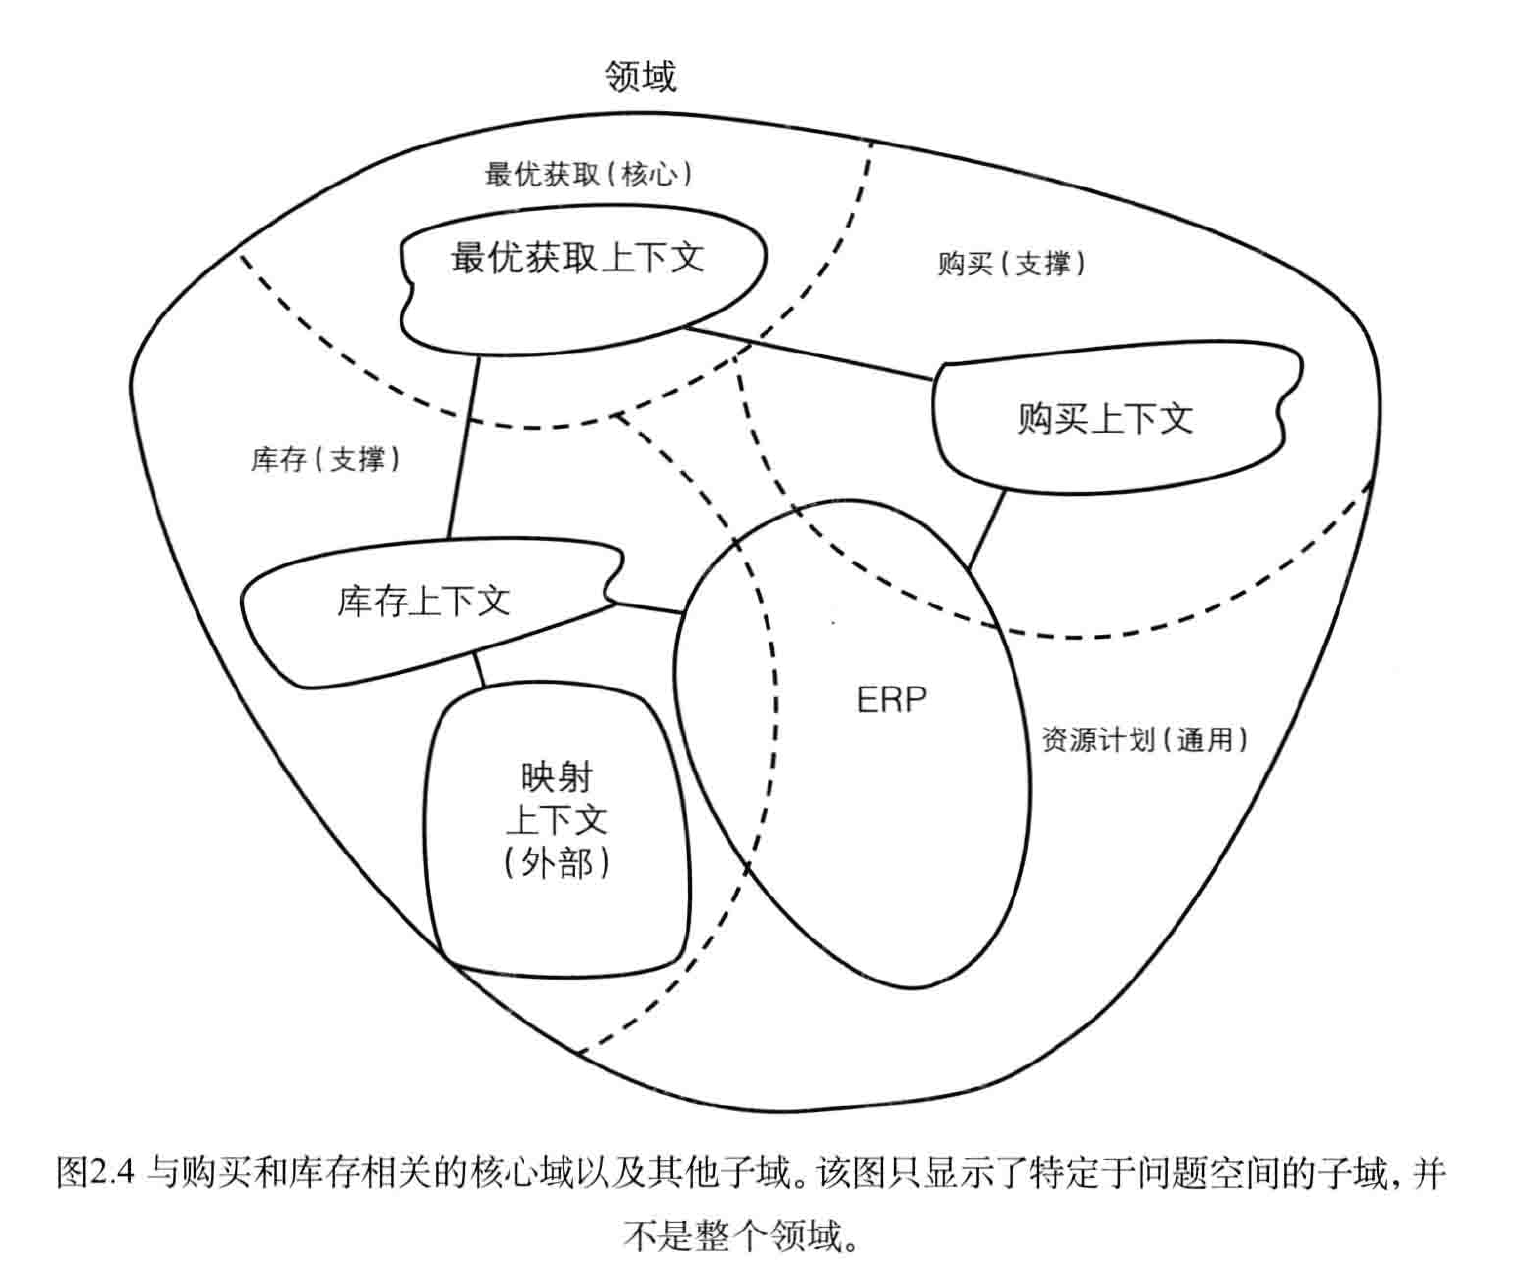 领域
最优获取(核心)
最优获取上下文
购买(支撑)
购买上下文
库存(支撑)
库存上下文
ERP
资源计划(通用)
映射
上下文
(外部)
图2.4 与购买和库存相关的核心域以及其他子域。该图只显示了特定于问题空间的子域,并
不是整个领域。